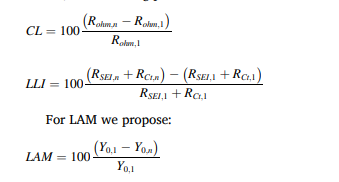 CL = 100 (R_ohm,n − R_ohm,1) / R_ohm,1
LLI = 100 (R_SEI,n + R_Ct,n) − (R_SEI,1 + R_Ct,1) / R_SEI,1 + R_Ct,1
For LAM we propose:
LAM = 100 (Y_0,1 − Y_0,n) / Y_0,1